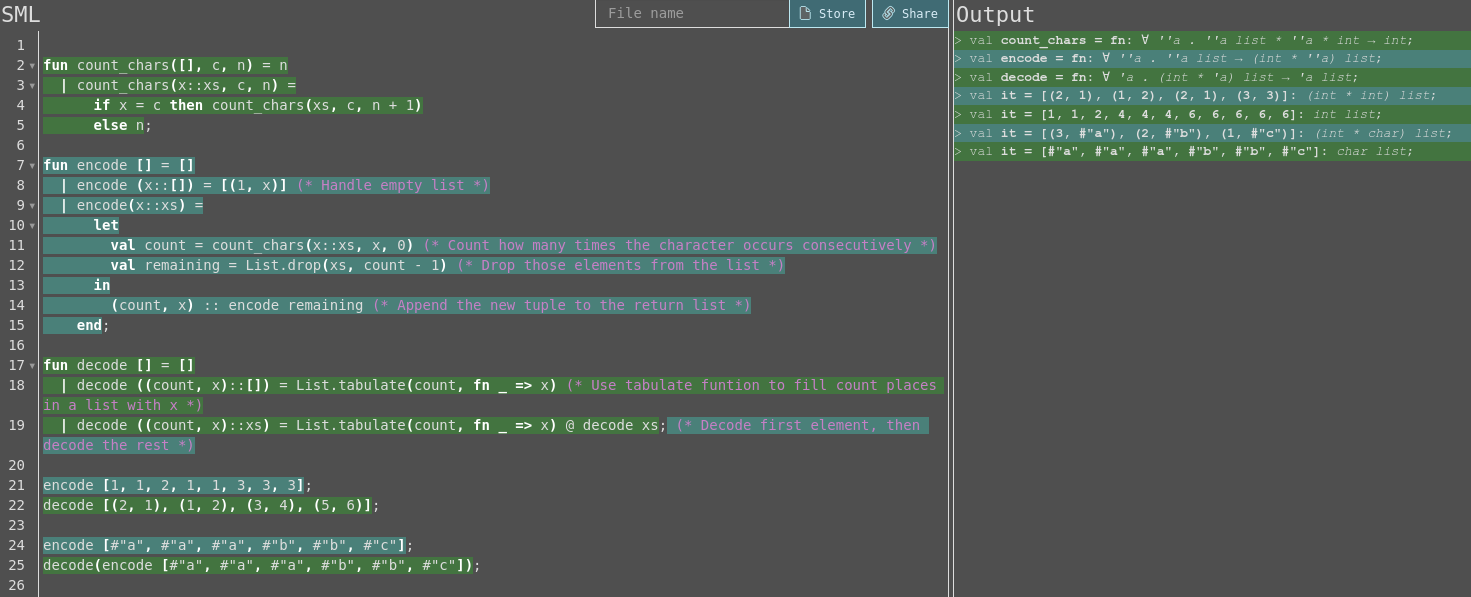 SML
File name
Store
Share
Output
1
2 fun count_chars([], c, n) = n
3 | count_chars(x::xs, c, n) =
4 if x = c then count_chars(xs, c, n + 1)
5 else n;
6
7 fun encode [] = []
8 | encode (x::[]) = [(1, x)] (* Handle empty list *)
9 | encode(x::xs) =
10 let
11 val count = count_chars(x::xs, x, 0) (* Count how many times the character occurs consecutively *)
12 val remaining = List.drop(xs, count - 1) (* Drop those elements from the list *)
13 in
14 (count, x) :: encode remaining (* Append the new tuple to the return list *)
15 end;
16
17 fun decode [] = []
18 | decode ((count, x)::[]) = List.tabulate(count, fn _ => x) (* Use tabulate funtion to fill count places
in a list with x *)
19 | decode ((count, x)::xs) = List.tabulate(count, fn _ => x) @ decode xs; (* Decode first element, then
decode the rest *)
20
21 encode [1, 1, 2, 1, 1, 3, 3, 3];
22 decode [(2, 1), (1, 2), (3, 4), (5, 6)];
23
24 encode [#"a", #"a", #"a", #"b", #"b", #"c"];
25 decode(encode [#"a", #"a", #"a", #"b", #"b", #"c"]);
26
> val count_chars = fn: ∀ ''a . ''a list * ''a * int → int;
> val encode = fn: ∀ ''a . ''a list → (int * ''a) list;
> val decode = fn: ∀ 'a . (int * 'a) list → 'a list;
> val it = [(2, 1), (1, 2), (2, 1), (3, 3)]: (int * int) list;
> val it = [1, 1, 2, 4, 4, 4, 6, 6, 6, 6, 6]: int list;
> val it = [(3, #"a"), (2, #"b"), (1, #"c")]: (int * char) list;
> val it = [#"a", #"a", #"a", #"b", #"b", #"c"]: char list;